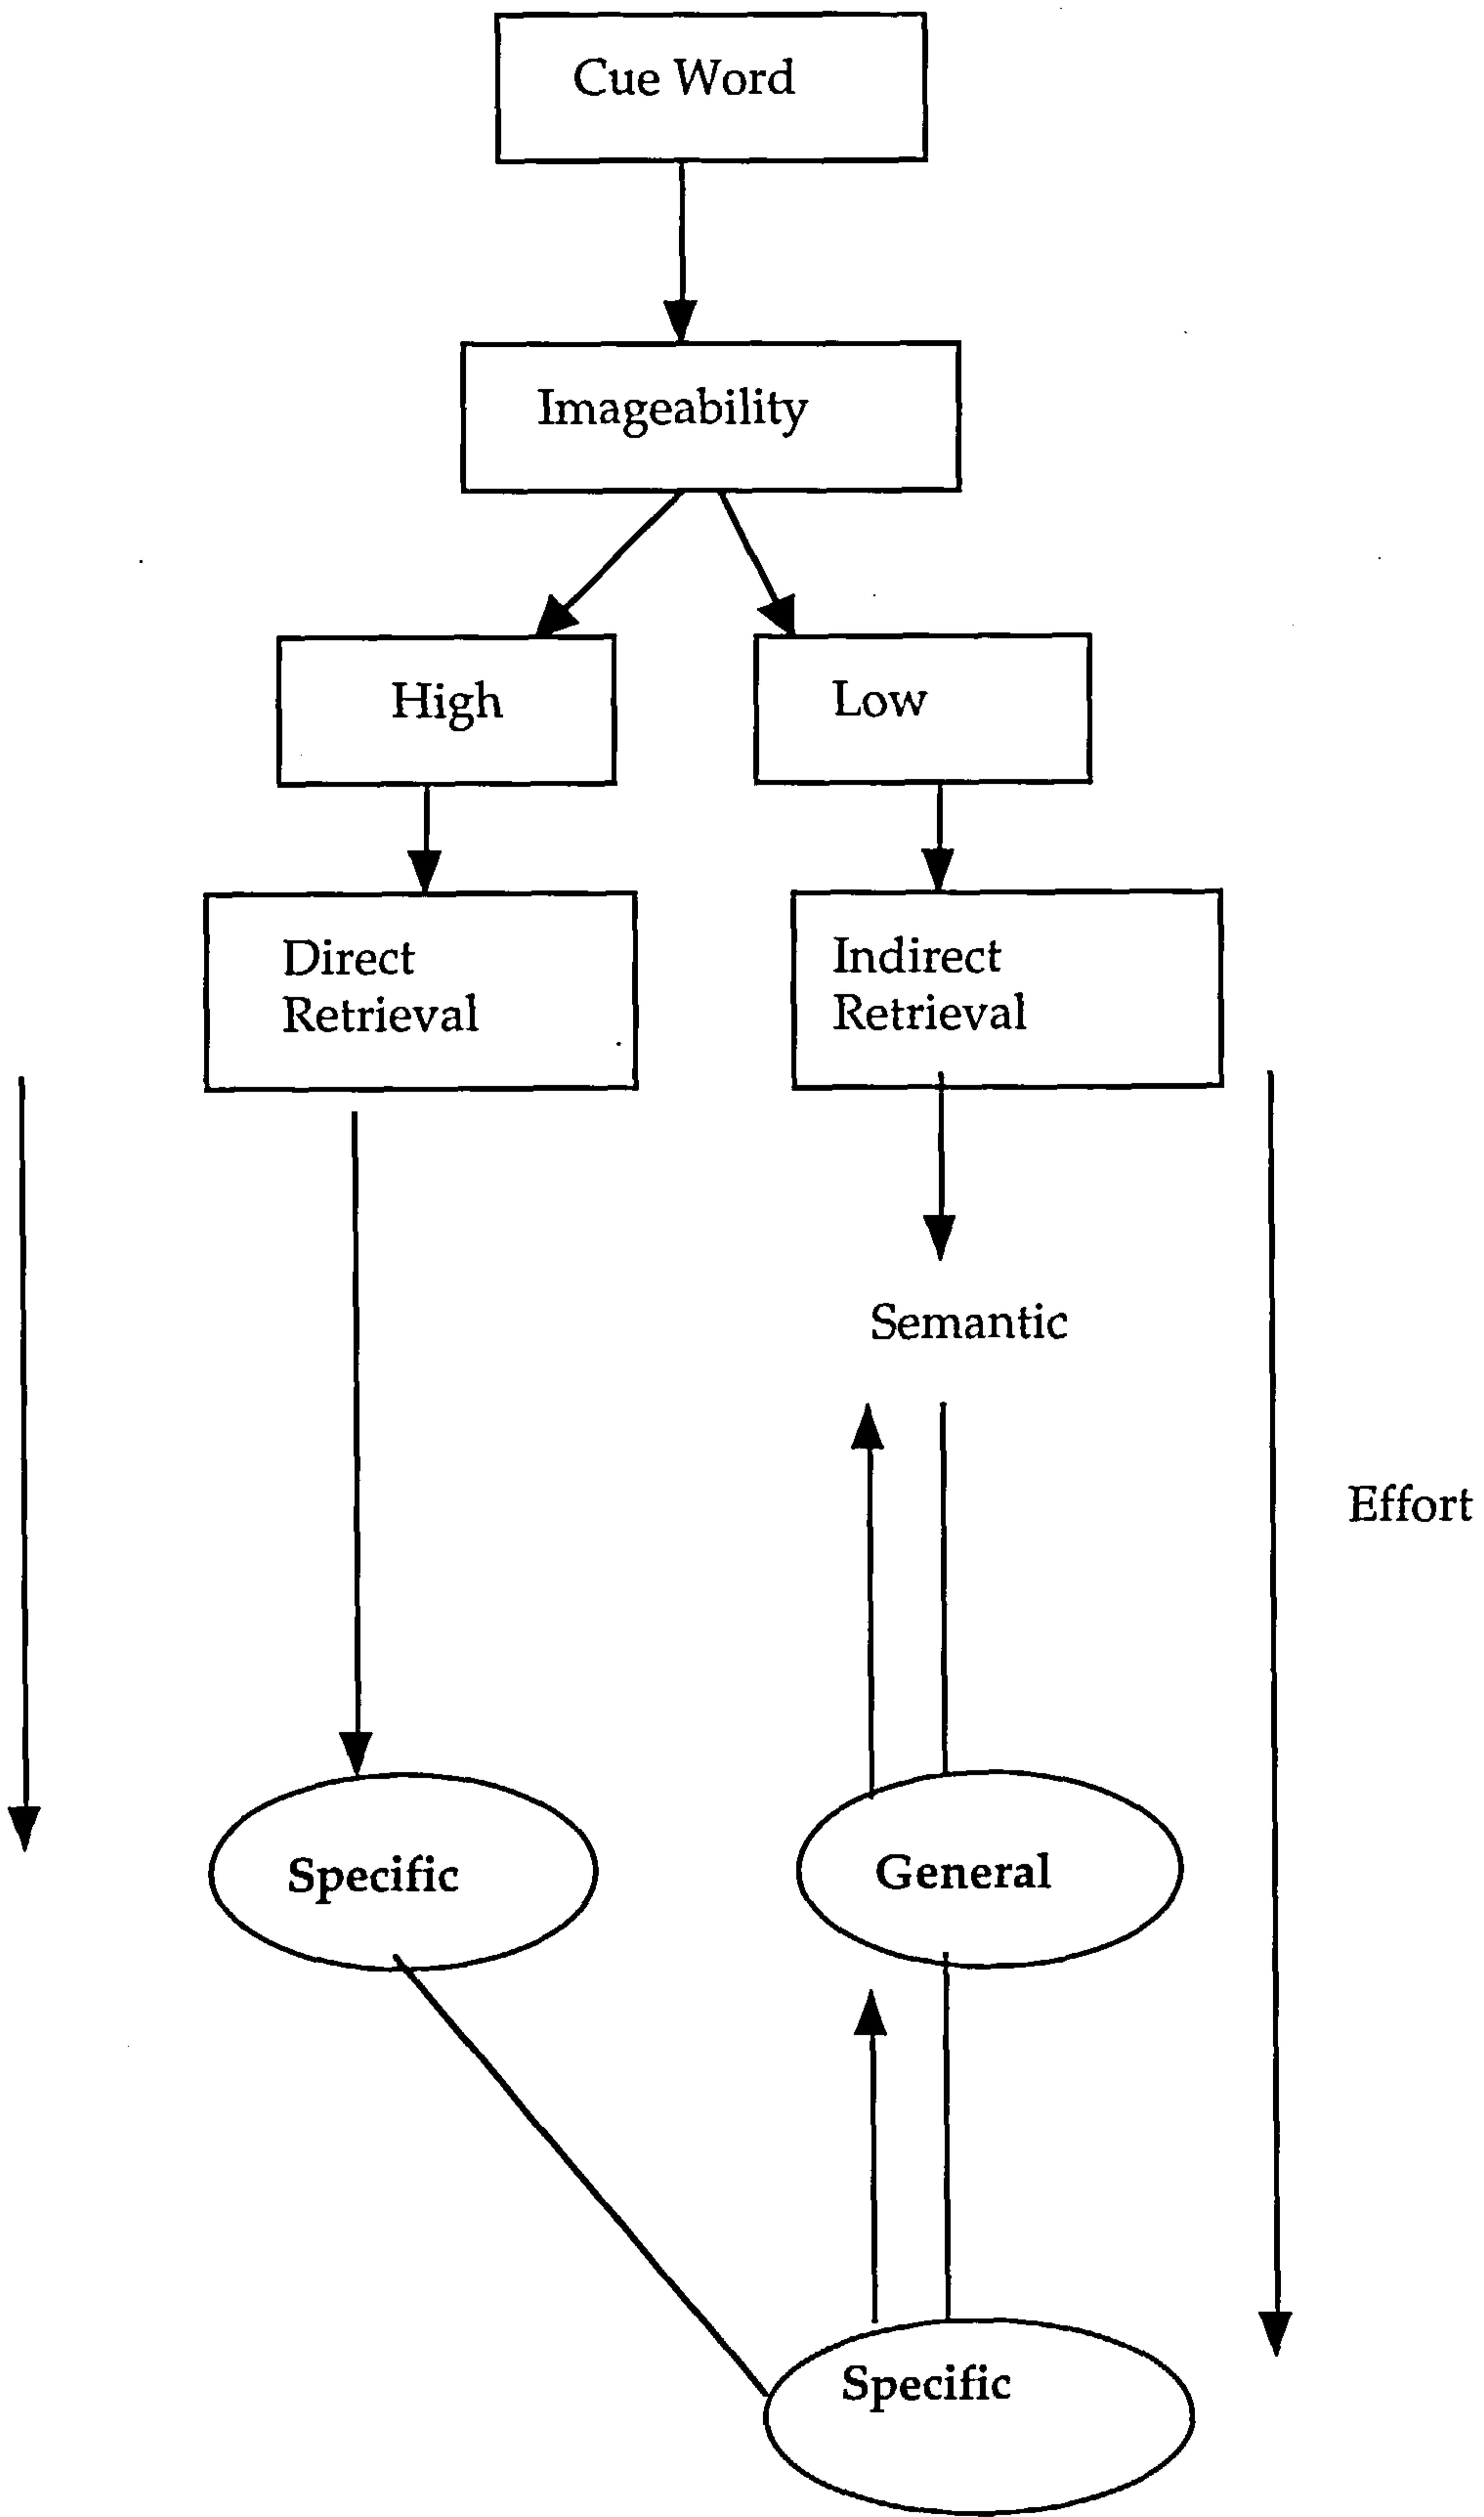 Cue Word
Imageability
High
Low
Direct
Retrieval
Indirect
Retrieval
Semantic
Effort
Specific
General
Specific